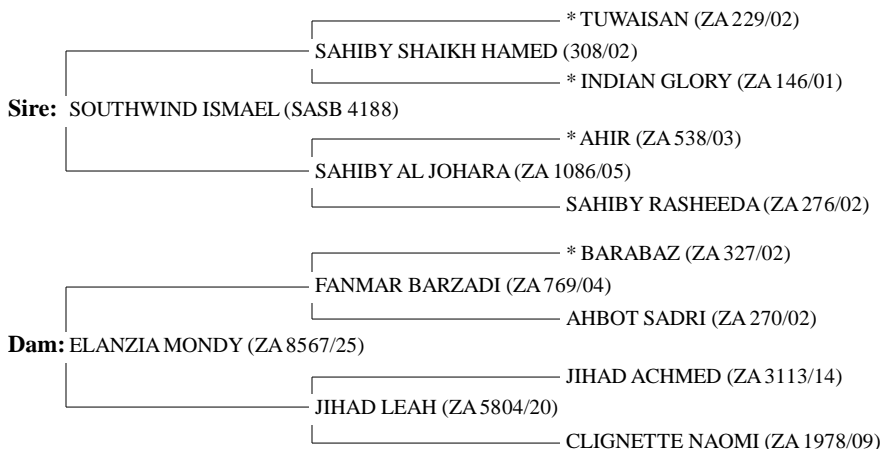 * TUWAISAN (ZA 229/02)
SAHIBY SHAIKH HAMED (308/02)
* INDIAN GLORY (ZA 146/01)
Sire: SOUTHWIND ISMAEL (SASB 4188)
* AHIR (ZA 538/03)
SAHIBY AL JOHARA (ZA 1086/05)
SAHIBY RASHEEDA (ZA 276/02)
* BARABAZ (ZA 327/02)
FANMAR BARZADI (ZA 769/04)
AHBOT SADRI (ZA 270/02)
Dam: ELANZIA MONDY (ZA 8567/25)
JIHAD ACHMED (ZA 3113/14)
JIHAD LEAH (ZA 5804/20)
CLIGNETTE NAOMI (ZA 1978/09)